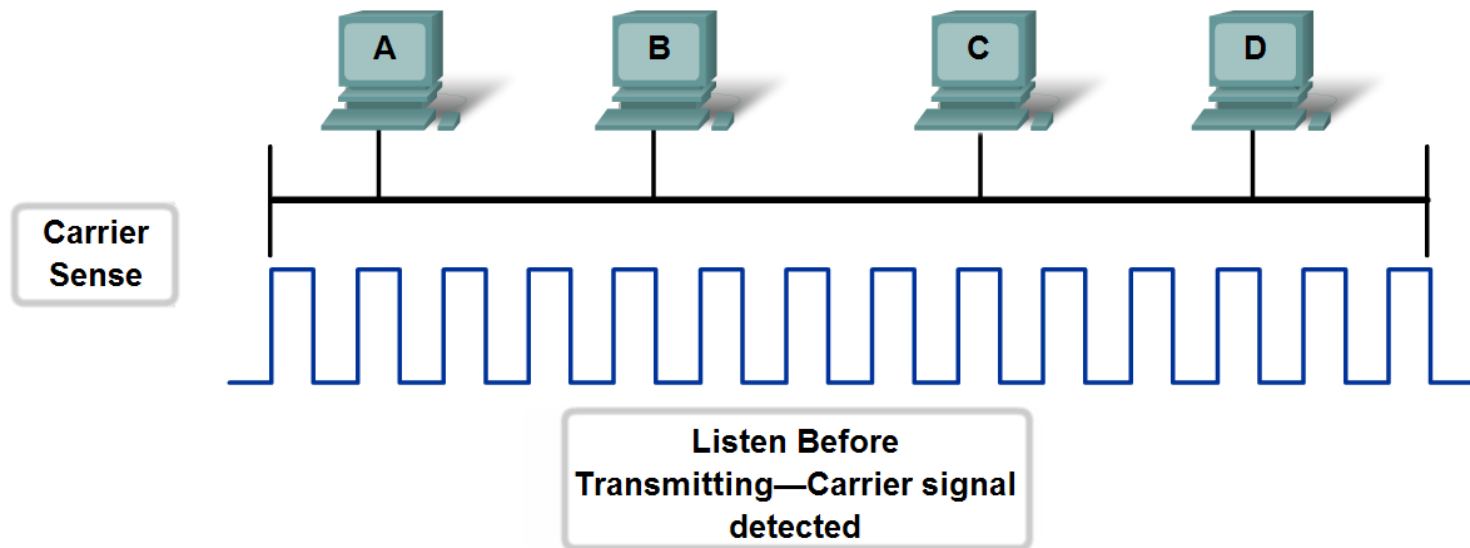 A
B
C
D
Carrier
Sense
Listen Before
Transmitting—Carrier signal
detected